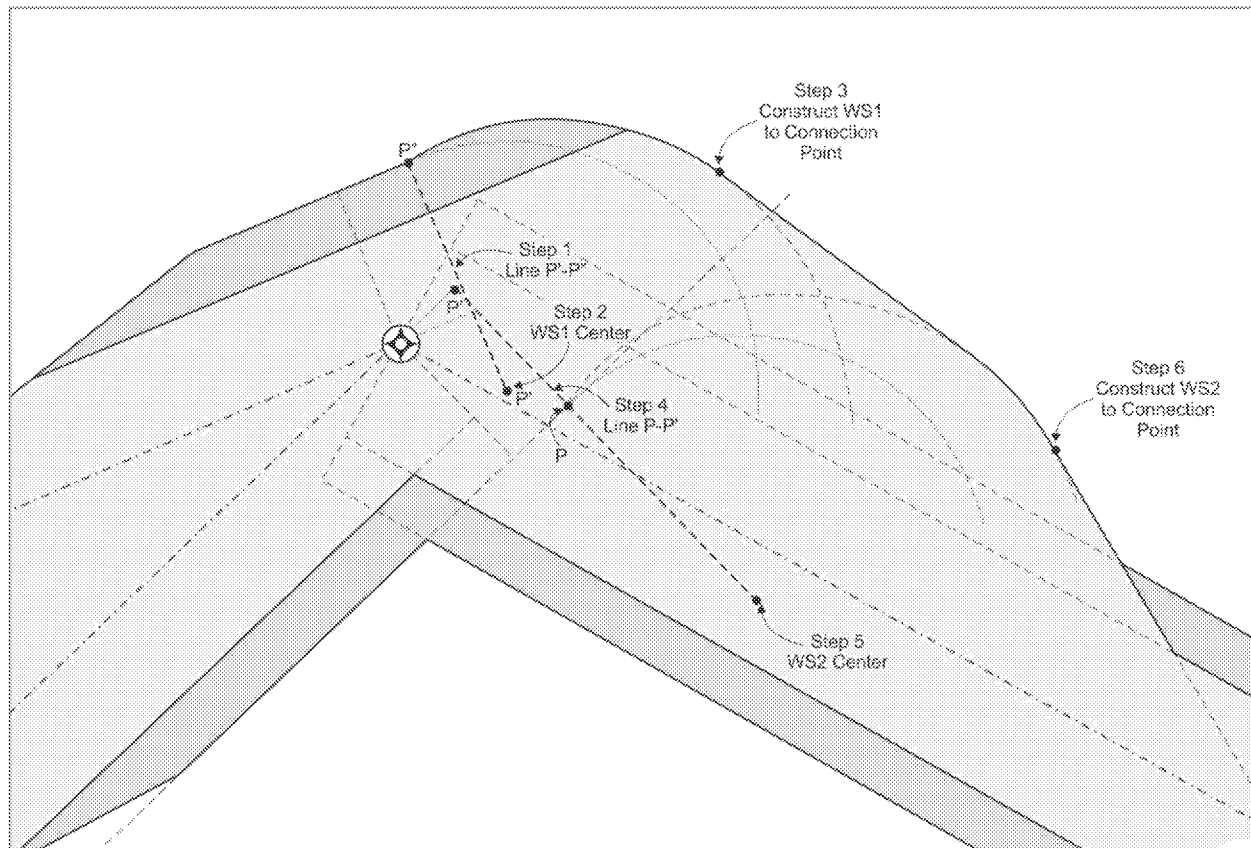 Step 3
Construct WS1
to Connection
Point
P"
Step 1
Line P'-P"
P'
Step 2
WS1 Center
P'
Step 4
Line P-P'
P
Step 6
Construct WS2
to Connection
Point
Step 5
WS2 Center